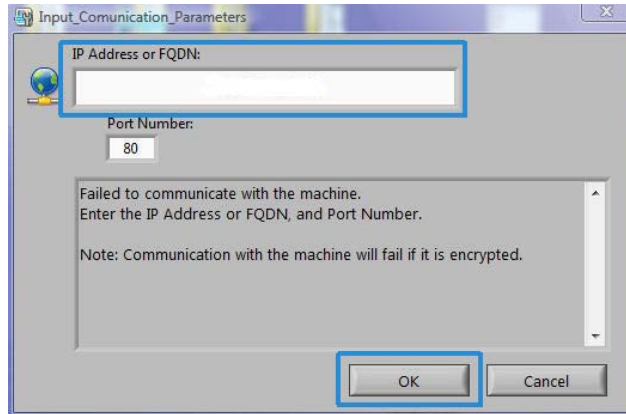 Input_Comunication_Parameters
IP Address or FQDN:
Port Number:
80
Failed to communicate with the machine.
Enter the IP Address or FQDN, and Port Number.
Note: Communication with the machine will fail if it is encrypted.
OK
Cancel